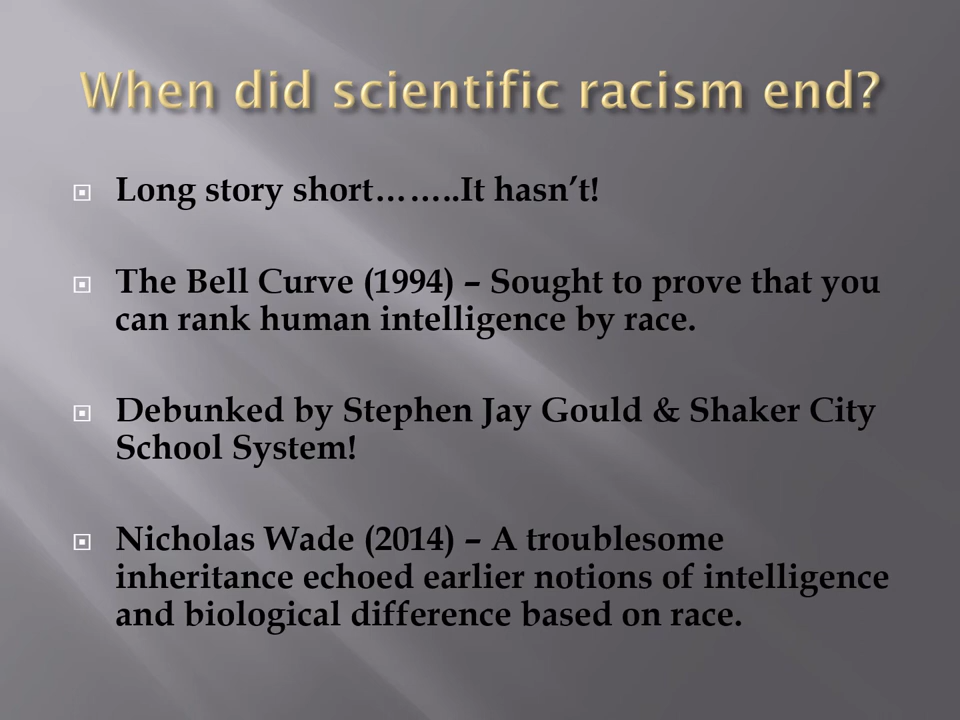 When did scientific racism end?
Long story short……..It hasn’t!
The Bell Curve (1994) – Sought to prove that you
can rank human intelligence by race.
Debunked by Stephen Jay Gould & Shaker City
School System!
Nicholas Wade (2014) – A troublesome
inheritance echoed earlier notions of intelligence
and biological difference based on race.